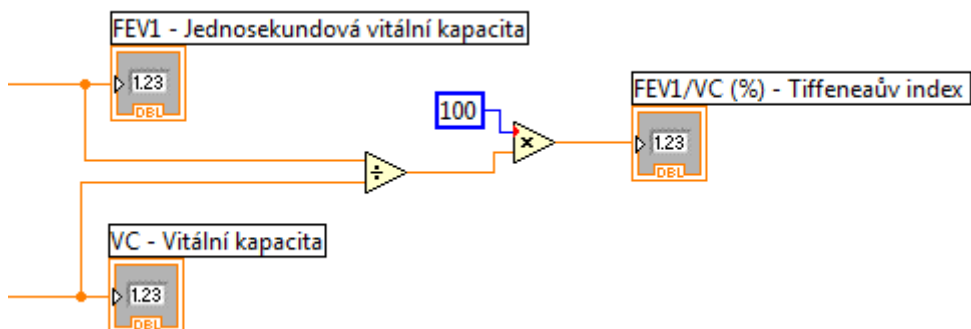 FEV1 - Jednosekundová vitální kapacita
1.23
DBL
100
FEV1/VC (%) - Tiffeneaův index
1.23
DBL
÷
×
VC - Vitální kapacita
1.23
DBL